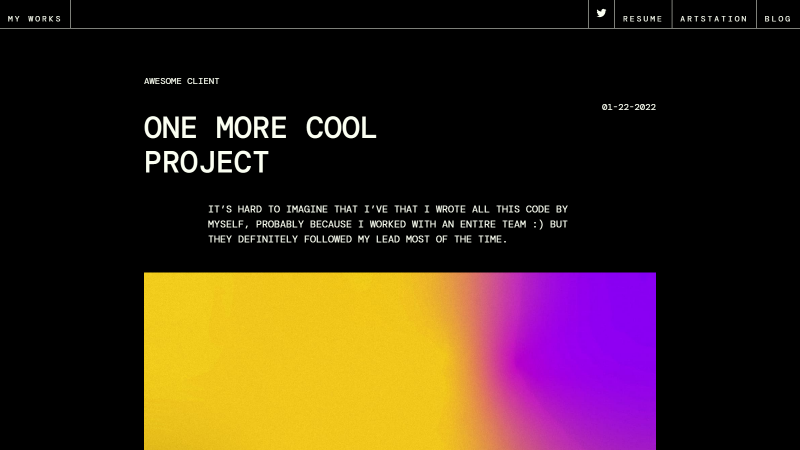 MY WORKS
RESUME
ARTSTATION
BLOG
AWESOME CLIENT
01-22-2022
ONE MORE COOL
PROJECT
IT'S HARD TO IMAGINE THAT I'VE THAT I WROTE ALL THIS CODE BY
MYSELF, PROBABLY BECAUSE I WORKED WITH AN ENTIRE TEAM :) BUT
THEY DEFINITELY FOLLOWED MY LEAD MOST OF THE TIME.